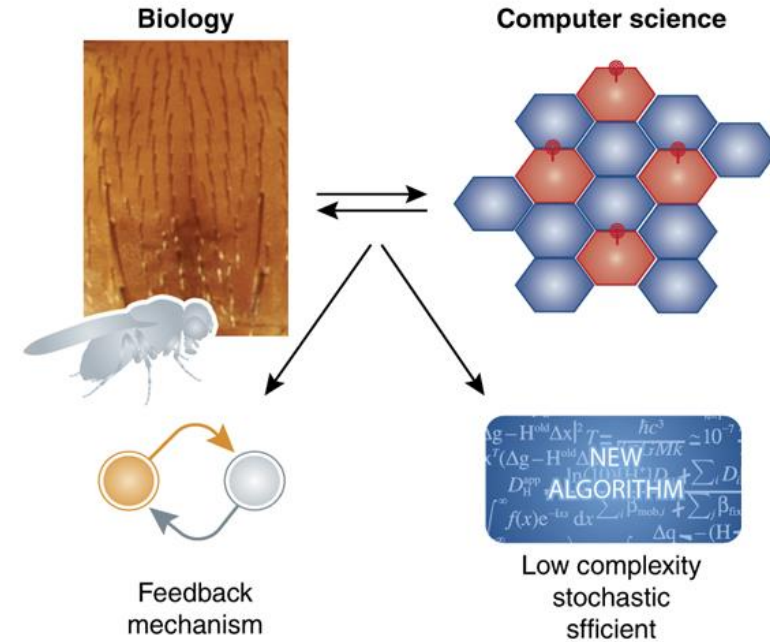 Biology
Computer science
NEW
ALGORITHM
Feedback
mechanism
Low complexity
stochastic
sfficient